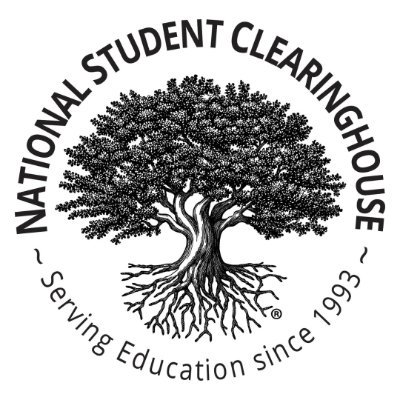 NATIONAL STUDENT CLEARINGHOUSE
®
~ Serving Education since 1993 ~